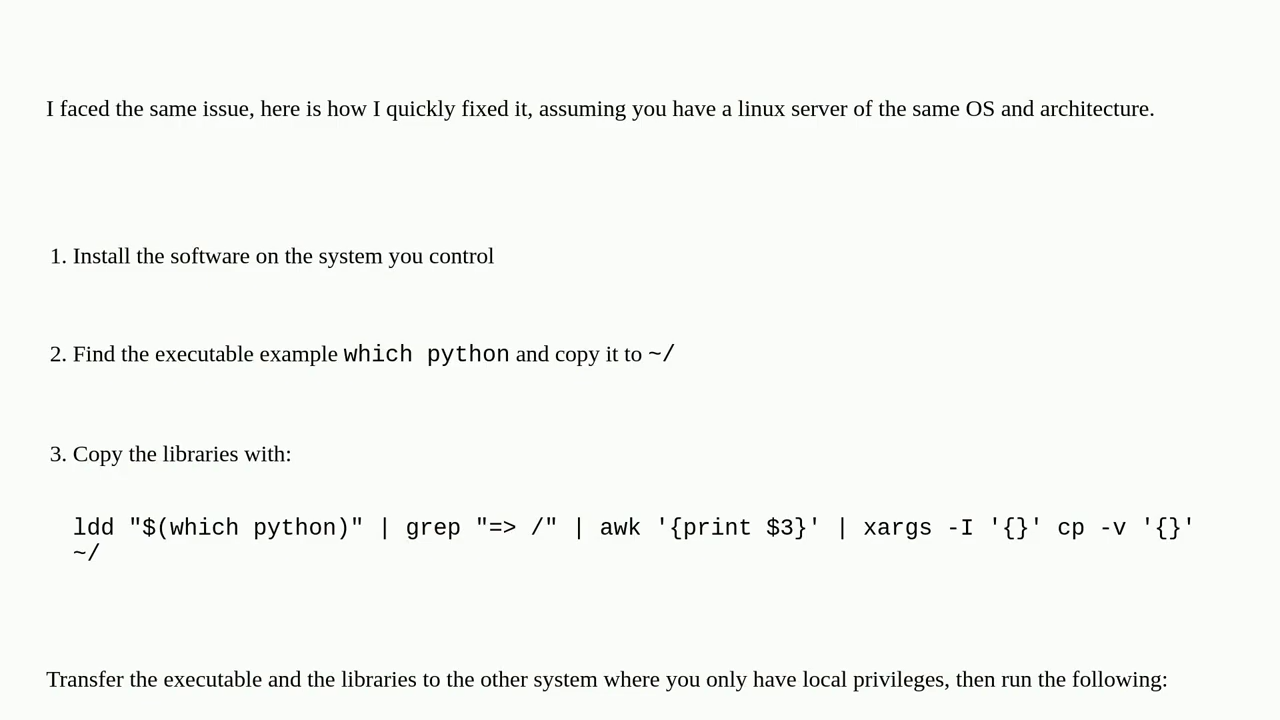 I faced the same issue, here is how I quickly fixed it, assuming you have a linux server of the same OS and architecture.
1. Install the software on the system you control
2. Find the executable example which python and copy it to ~/
3. Copy the libraries with:
ldd "$(which python)" | grep "=> /" | awk '{print $3}' | xargs -I '{}' cp -v '{}'
~/
Transfer the executable and the libraries to the other system where you only have local privileges, then run the following: